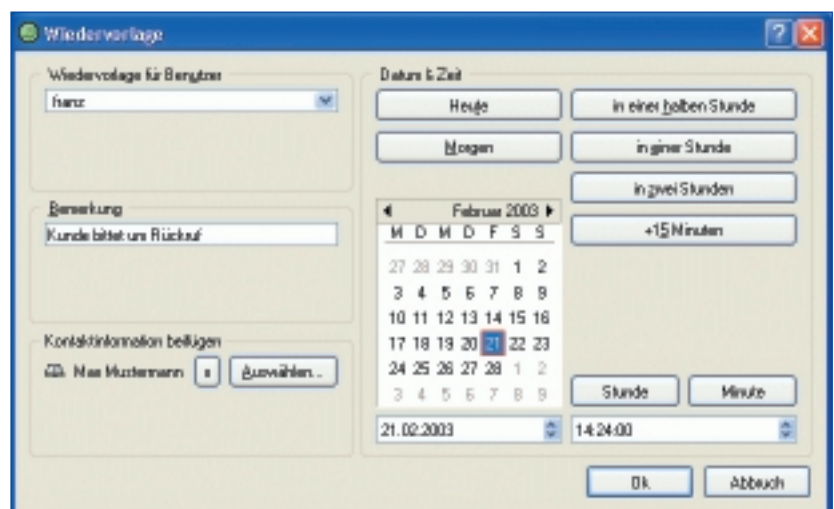 Wiedervorlage
Wiedervorlage für Benutzer
franz
Bemerkung
Kunde bittet um Rückruf
Kontaktinformation beifügen
Max Mustermann x Auswählen...
Datum & Zeit
Heute
Morgen
in einer halben Stunde
in einer Stunde
in zwei Stunden
+15 Minuten
Februar 2003
M D M D F S S
27 28 29 30 31 1 2
3 4 5 6 7 8 9
10 11 12 13 14 15 16
17 18 19 20 21 22 23
24 25 26 27 28 1 2
3 4 5 6 7 8 9
Stunde Minute
21.02.2003 14:24:00
Ok Abbruch